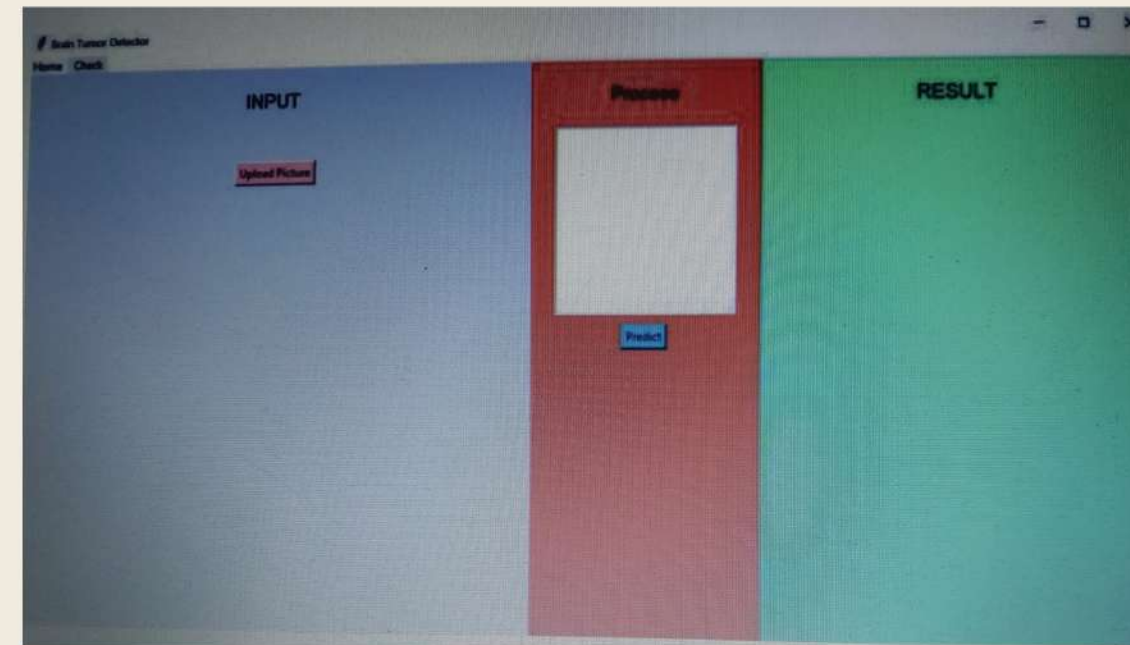 Brain Tumor Detector
Home Check
INPUT
Process
RESULT
Upload Picture
Predict